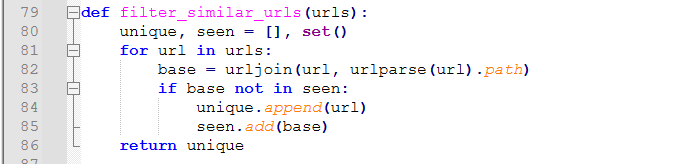 79 def filter_similar_urls(urls):
80     unique, seen = [], set()
81     for url in urls:
82         base = urljoin(url, urlparse(url).path)
83         if base not in seen:
84             unique.append(url)
85             seen.add(base)
86     return unique